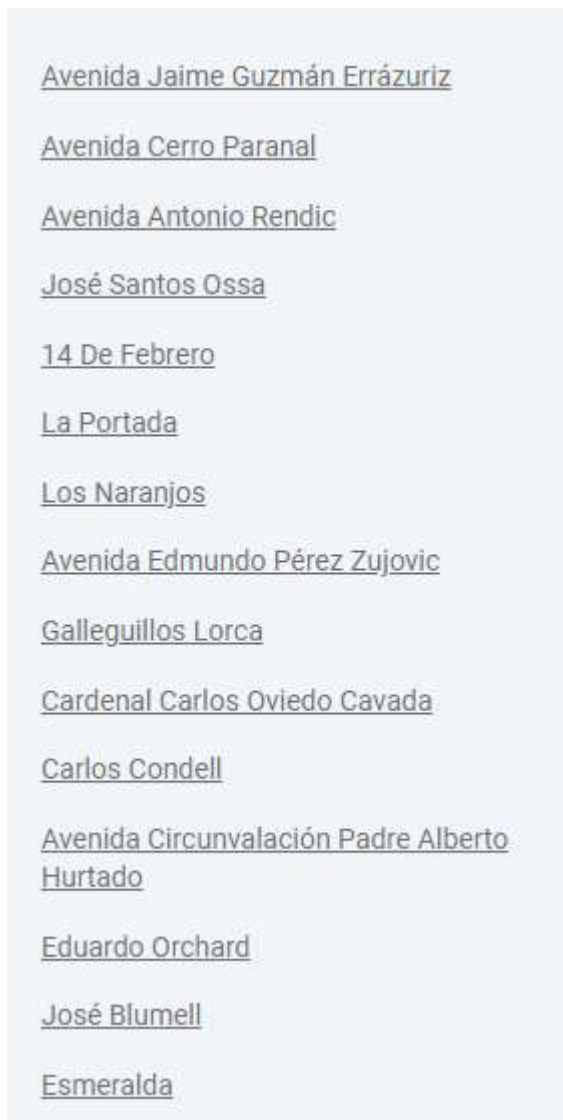 Avenida Jaime Guzmán Errázuriz
Avenida Cerro Paranal
Avenida Antonio Rendic
José Santos Ossa
14 De Febrero
La Portada
Los Naranjos
Avenida Edmundo Pérez Zujovic
Galleguillos Lorca
Cardenal Carlos Oviedo Cavada
Carlos Condell
Avenida Circunvalación Padre Alberto
Hurtado
Eduardo Orchard
José Blumell
Esmeralda